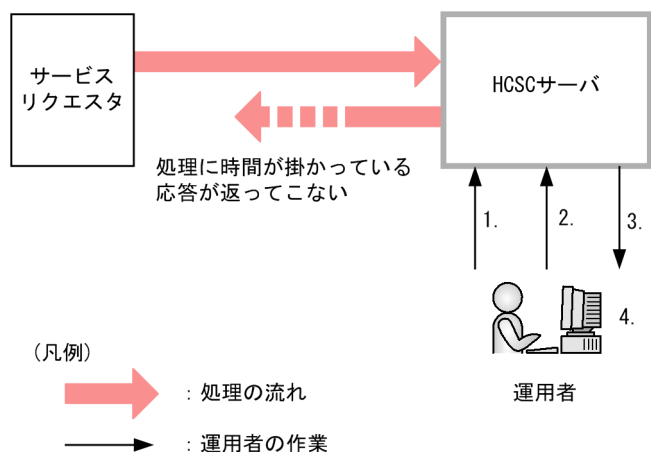 サービス
リクエスタ
HCSCサーバ
処理に時間が掛かっている
応答が返ってこない
1.
2.
3.
4.
運用者
(凡例)
：処理の流れ
：運用者の作業